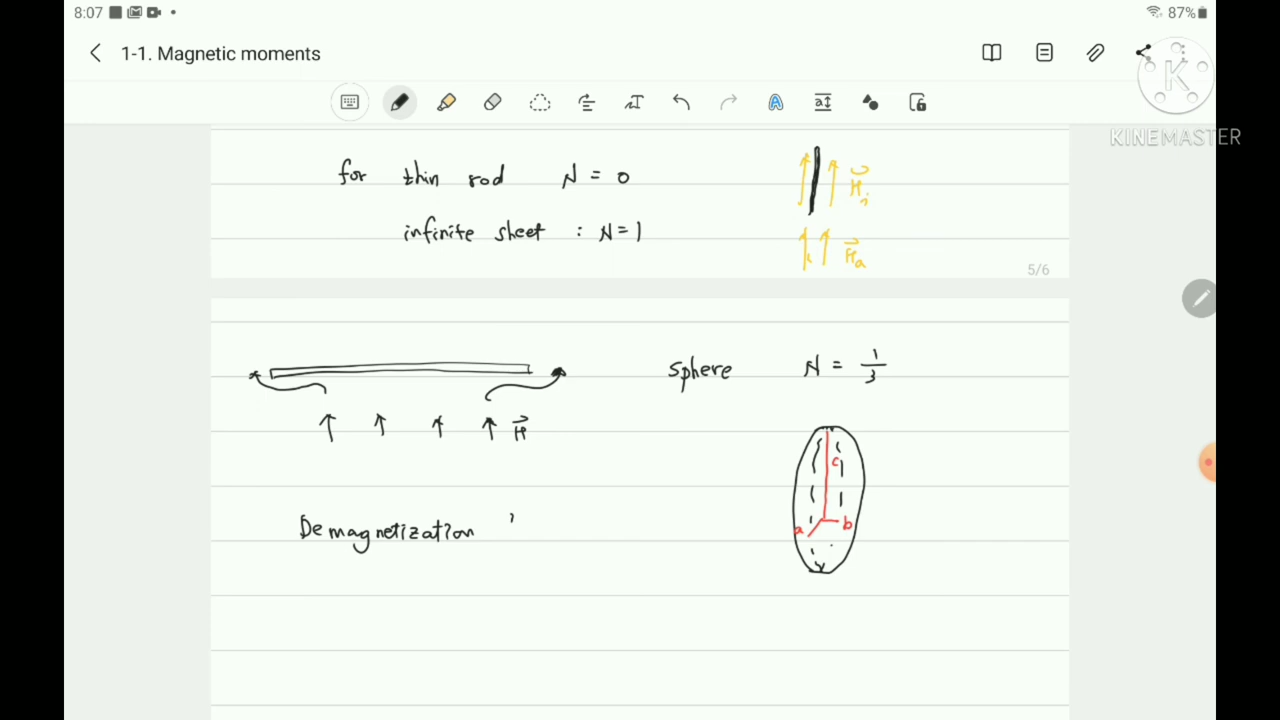 8:07
87%
1-1. Magnetic moments
KINEMASTER
for thin rod N = 0
H⃗i
infinite sheet : N = 1
H⃗a
5/6
sphere N = 1/3
H⃗
c
a b
Demagnetization